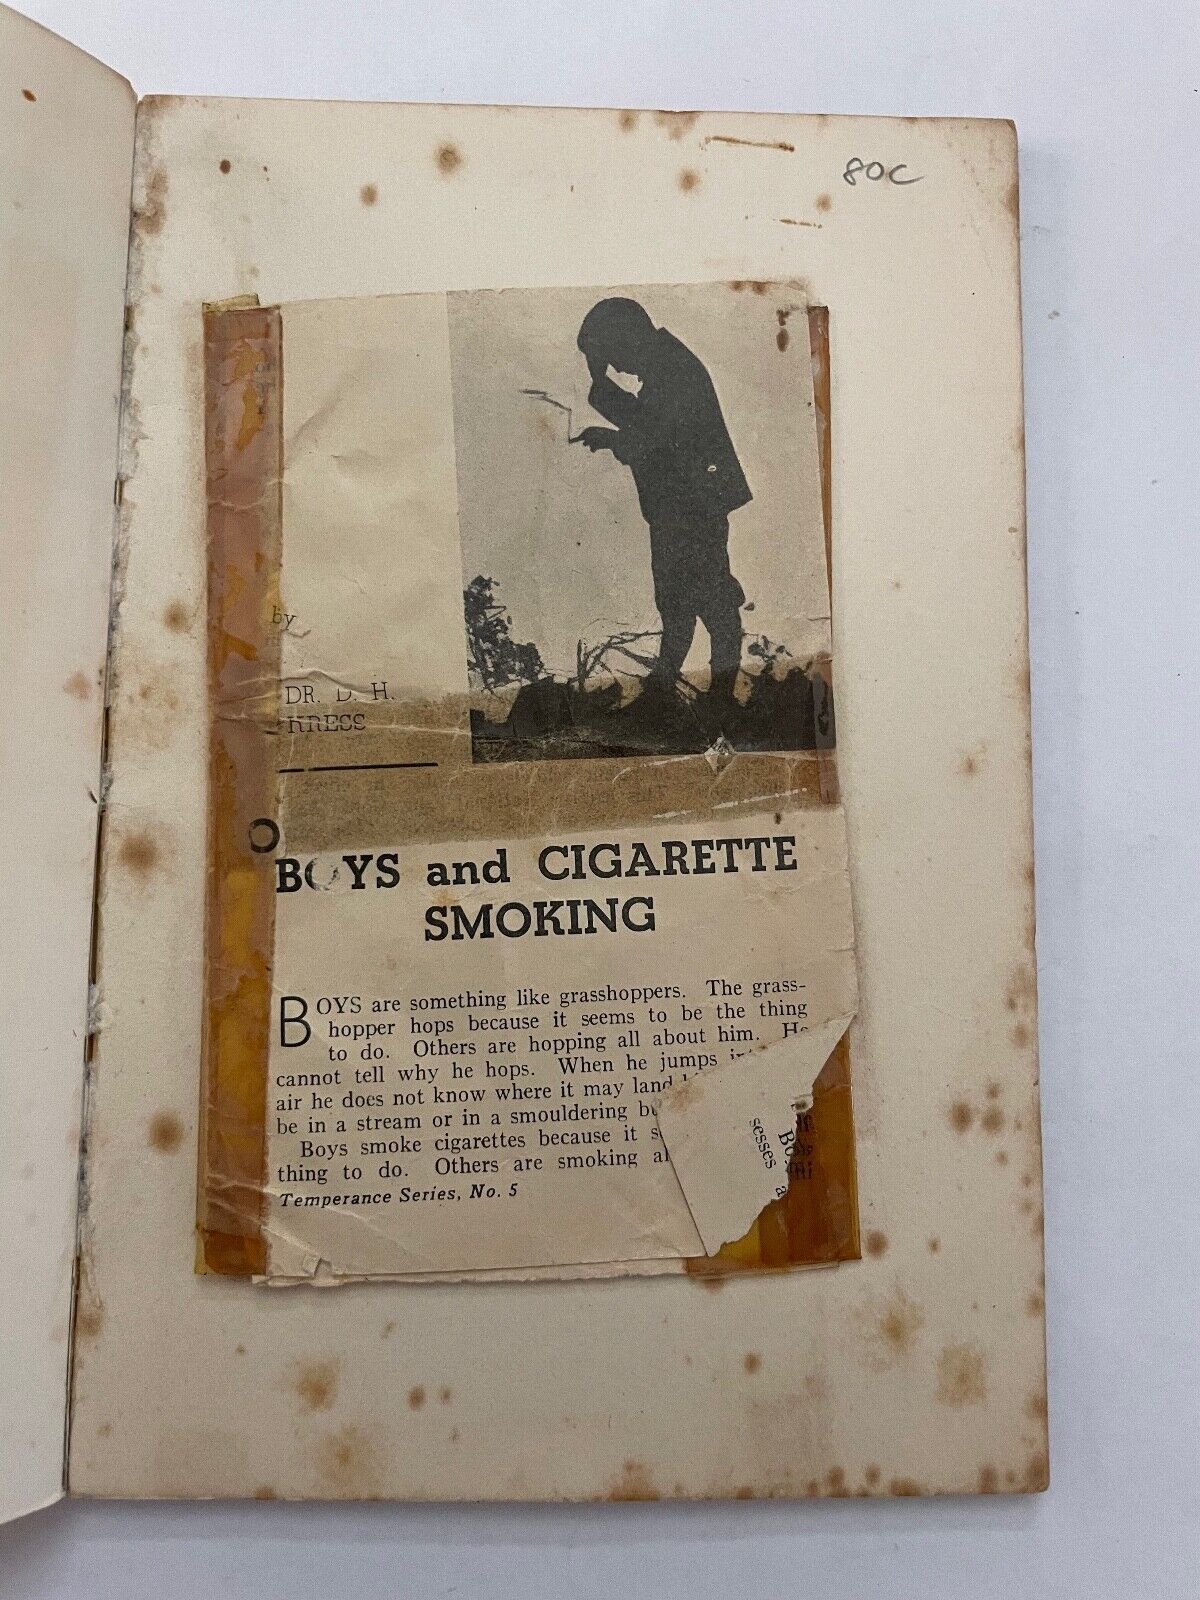 80c
by
DR. D. H.
KRESS
BOYS and CIGARETTE
SMOKING
BOYS are something like grasshoppers. The grass-
hopper hops because it seems to be the thing
to do. Others are hopping all about him. He
cannot tell why he hops. When he jumps
air he does not know where it may land
be in a stream or in a smouldering
Boys smoke cigarettes because it
thing to do. Others are smoking
sesses
Temperance Series, No. 5